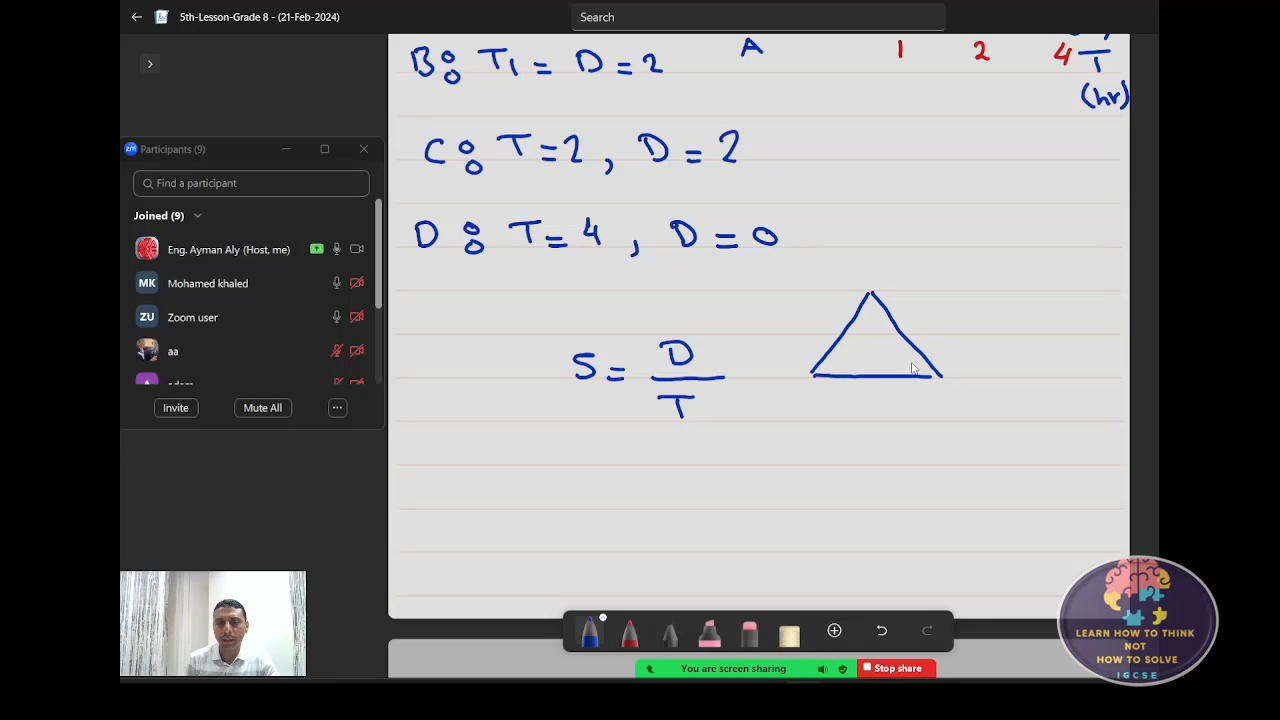 5th-Lesson-Grade 8 - (21-Feb-2024)
Search
B: T1 = D = 2
A
1 2 4
T
(hr)
C: T = 2, D = 2
D: T = 4, D = 0
S = D
T
zm Participants (9)
Find a participant
Joined (9)
Eng. Ayman Aly (Host, me)
MK Mohamed khaled
ZU Zoom user
aa
Invite
Mute All
You are screen sharing
Stop share
LEARN HOW TO THINK
NOT
HOW TO SOLVE
IGCSE